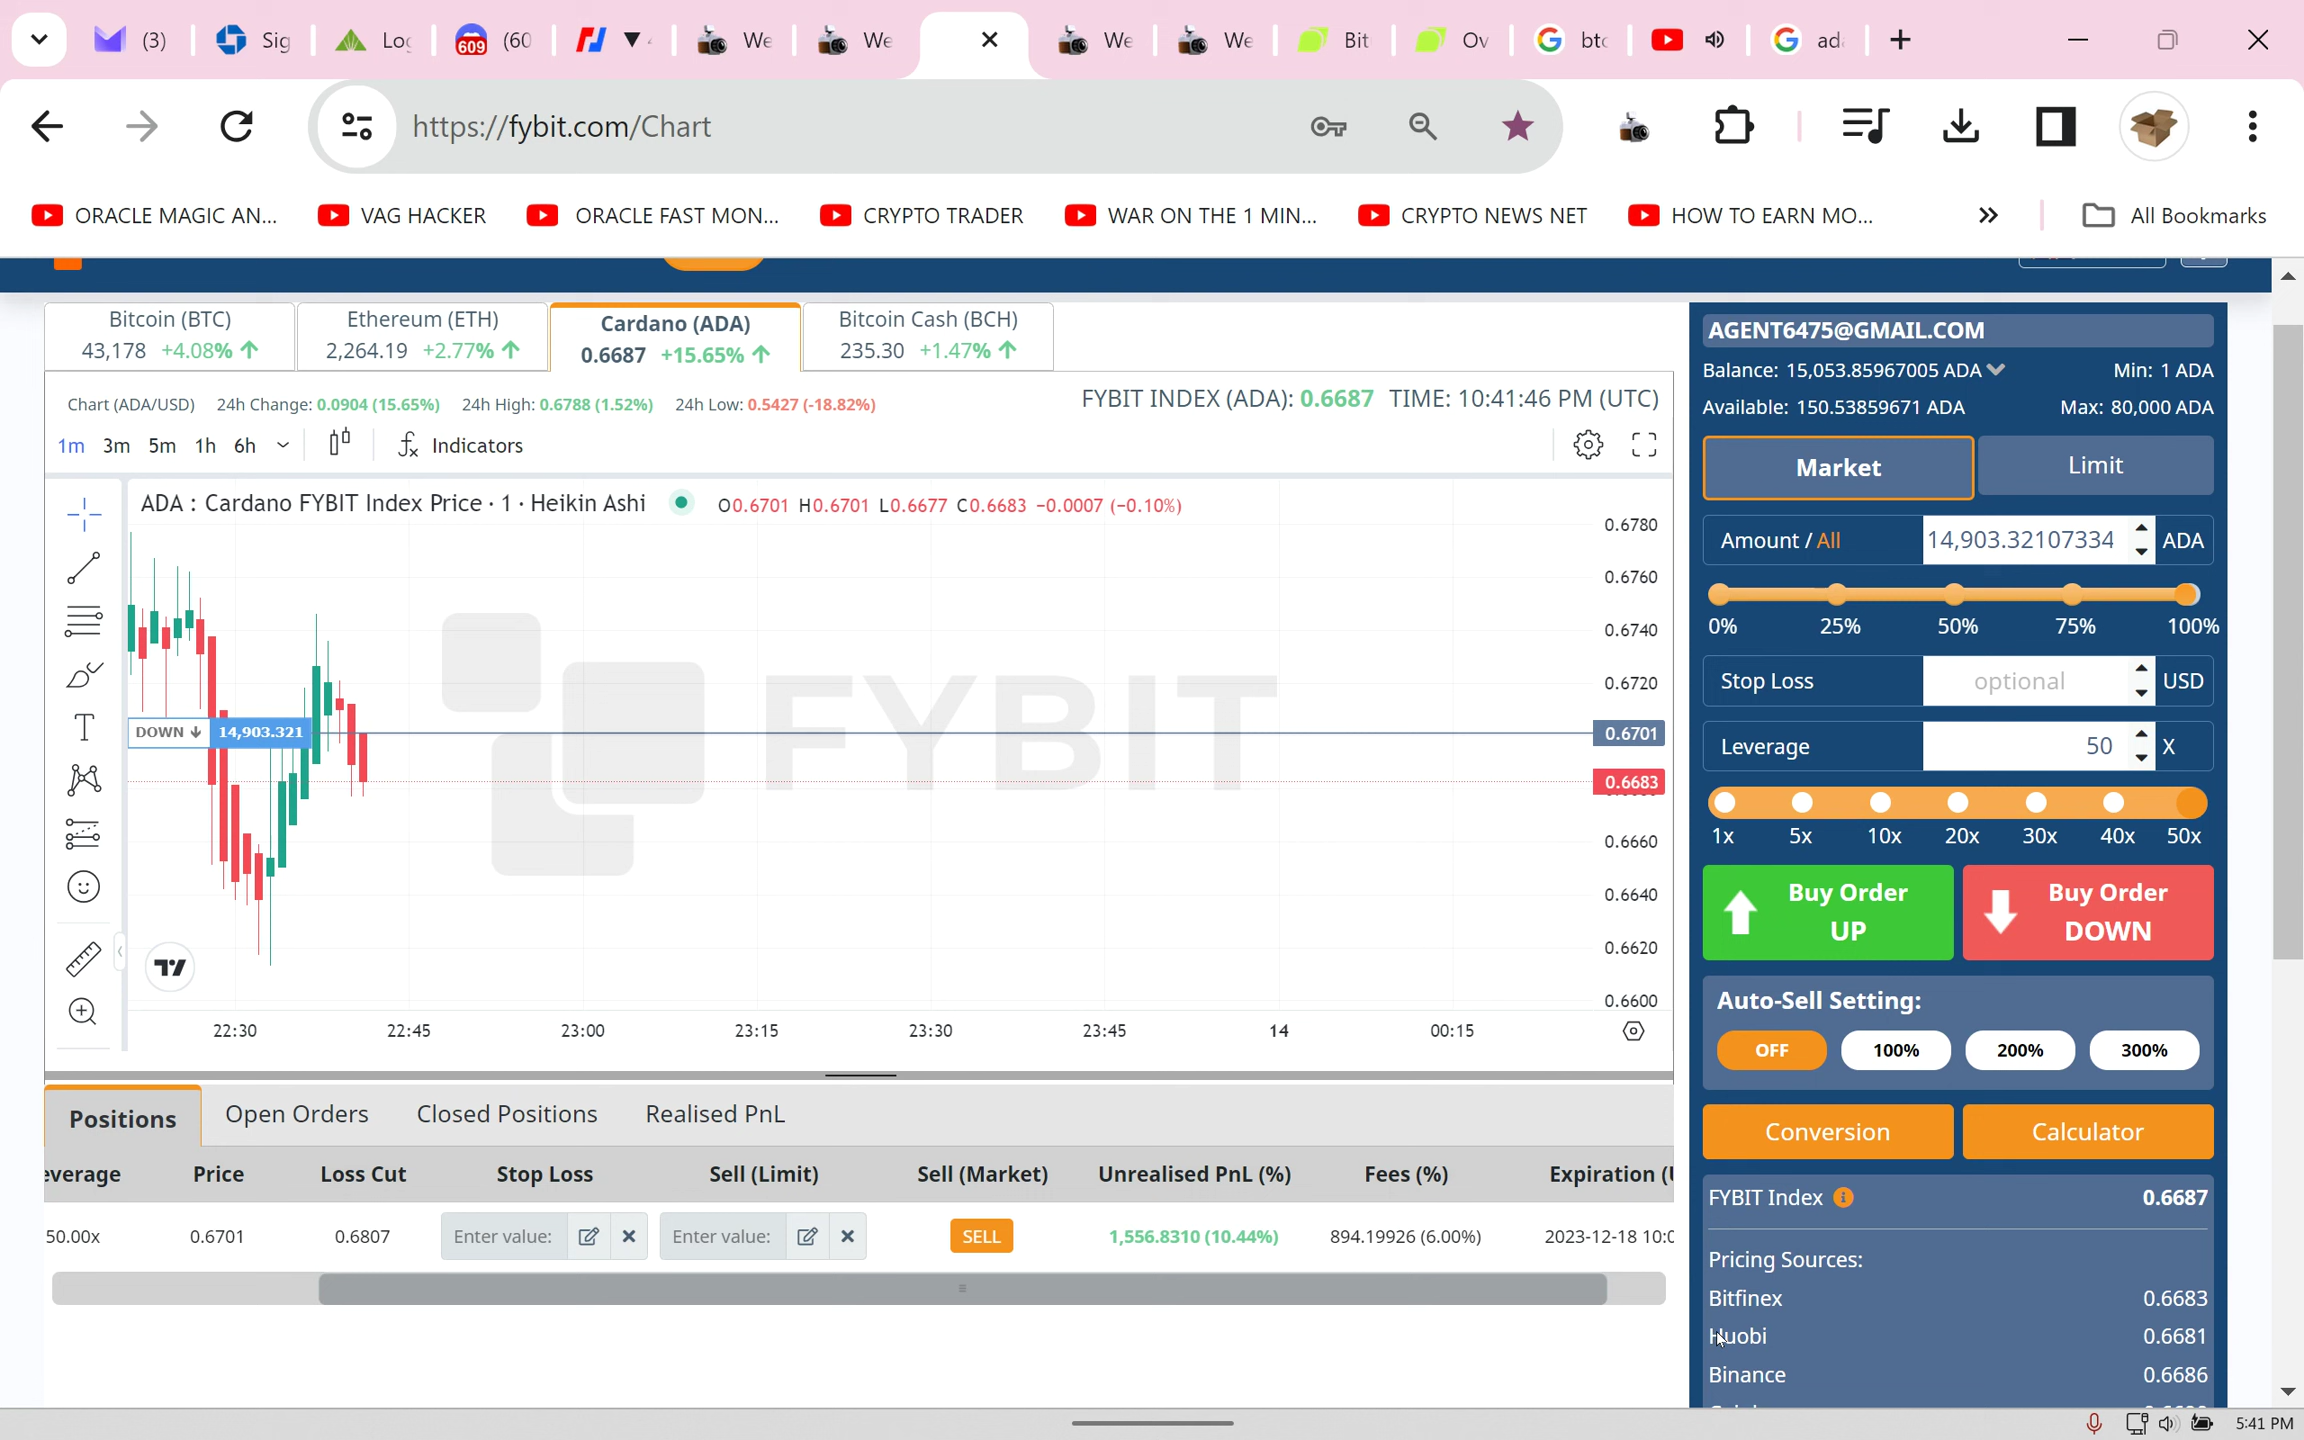 (3) Sig Log 609 (60 We We We We Bit Ov btc ad
https://fybit.com/Chart
ORACLE MAGIC AN... VAG HACKER ORACLE FAST MON... CRYPTO TRADER WAR ON THE 1 MIN... CRYPTO NEWS NET HOW TO EARN MO... » All Bookmarks
Bitcoin (BTC) Ethereum (ETH) Cardano (ADA) Bitcoin Cash (BCH)
43,178 +4.08% 2,264.19 +2.77% 0.6687 +15.65% 235.30 +1.47%
Chart (ADA/USD) 24h Change: 0.0904 (15.65%) 24h High: 0.6788 (1.52%) 24h Low: 0.5427 (-18.82%) FYBIT INDEX (ADA): 0.6687 TIME: 10:41:46 PM (UTC)
1m 3m 5m 1h 6h fx Indicators
ADA : Cardano FYBIT Index Price · 1 · Heikin Ashi O0.6701 H0.6701 L0.6677 C0.6683 −0.0007 (−0.10%)
0.6780
0.6760
0.6740
0.6720
DOWN ↓ 14,903.321 0.6701
FYBIT
0.6683
0.6660
0.6640
0.6620
0.6600
22:30 22:45 23:00 23:15 23:30 23:45 14 00:15
Positions Open Orders Closed Positions Realised PnL
everage Price Loss Cut Stop Loss Sell (Limit) Sell (Market) Unrealised PnL (%) Fees (%) Expiration (
50.00x 0.6701 0.6807 Enter value: Enter value: SELL 1,556.8310 (10.44%) 894.19926 (6.00%) 2023-12-18 10:0
AGENT6475@GMAIL.COM
Balance: 15,053.85967005 ADA Min: 1 ADA
Available: 150.53859671 ADA Max: 80,000 ADA
Market Limit
Amount / All 14,903.32107334 ADA
0% 25% 50% 75% 100%
Stop Loss optional USD
Leverage 50 X
1x 5x 10x 20x 30x 40x 50x
Buy Order UP
Buy Order DOWN
Auto-Sell Setting:
OFF 100% 200% 300%
Conversion Calculator
FYBIT Index 0.6687
Pricing Sources:
Bitfinex 0.6683
Huobi 0.6681
Binance 0.6686
5:41 PM